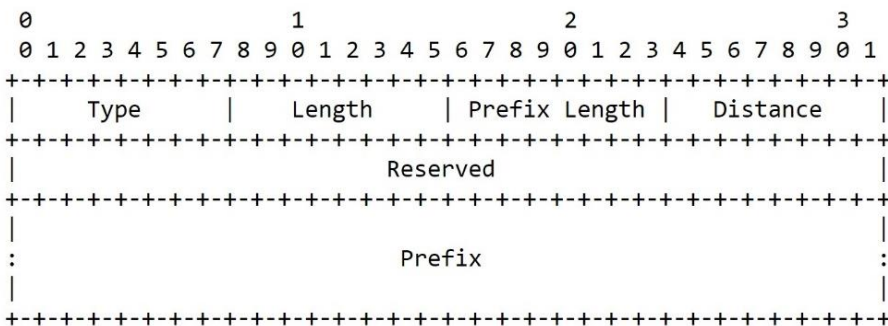 0                   1                   2                   3
0 1 2 3 4 5 6 7 8 9 0 1 2 3 4 5 6 7 8 9 0 1 2 3 4 5 6 7 8 9 0 1
+-+-+-+-+-+-+-+-+-+-+-+-+-+-+-+-+-+-+-+-+-+-+-+-+-+-+-+-+-+-+-+-+
|     Type      |    Length     | Prefix Length |   Distance    |
+-+-+-+-+-+-+-+-+-+-+-+-+-+-+-+-+-+-+-+-+-+-+-+-+-+-+-+-+-+-+-+-+
|                           Reserved                            |
+-+-+-+-+-+-+-+-+-+-+-+-+-+-+-+-+-+-+-+-+-+-+-+-+-+-+-+-+-+-+-+-+
|                                                               |
:                            Prefix                             :
|                                                               |
+-+-+-+-+-+-+-+-+-+-+-+-+-+-+-+-+-+-+-+-+-+-+-+-+-+-+-+-+-+-+-+-+